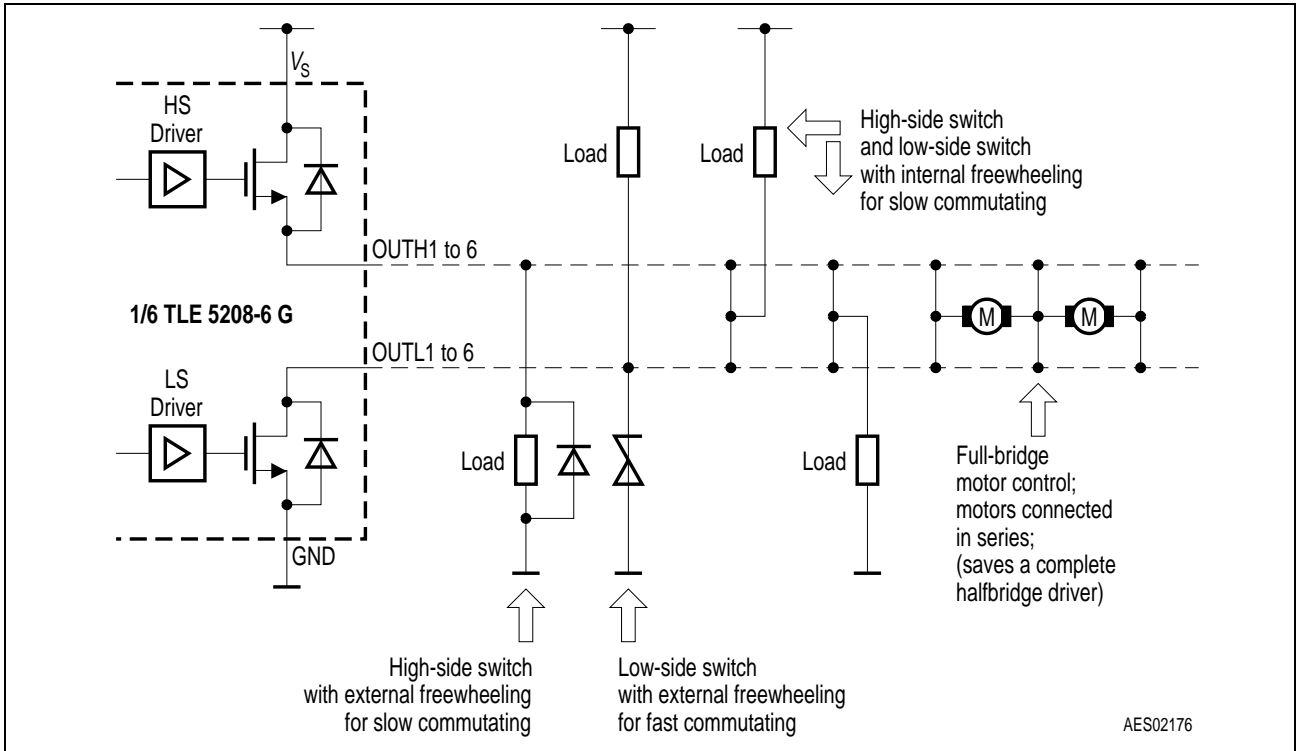 VS
HS
Driver
Load
Load
High-side switch
and low-side switch
with internal freewheeling
for slow commutating
OUTH1 to 6
1/6 TLE 5208-6 G
M
M
OUTL1 to 6
LS
Driver
Load
Load
Full-bridge
motor control;
motors connected
in series;
(saves a complete
halfbridge driver)
GND
High-side switch
with external freewheeling
for slow commutating
Low-side switch
with external freewheeling
for fast commutating
AES02176